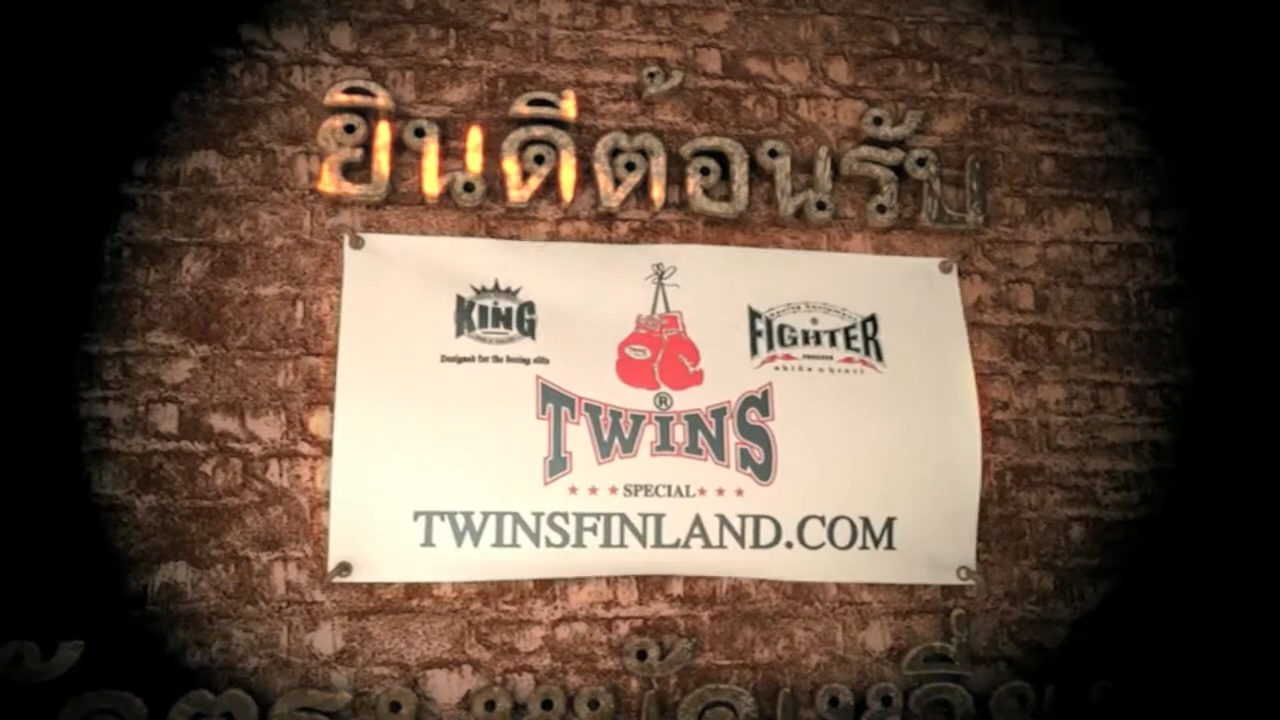 ยินดีต้อนรับ
KING
Designed for the boxing elite
FIGHTER
®
TWINS
★ ★ ★ SPECIAL ★ ★ ★
TWINSFINLAND.COM